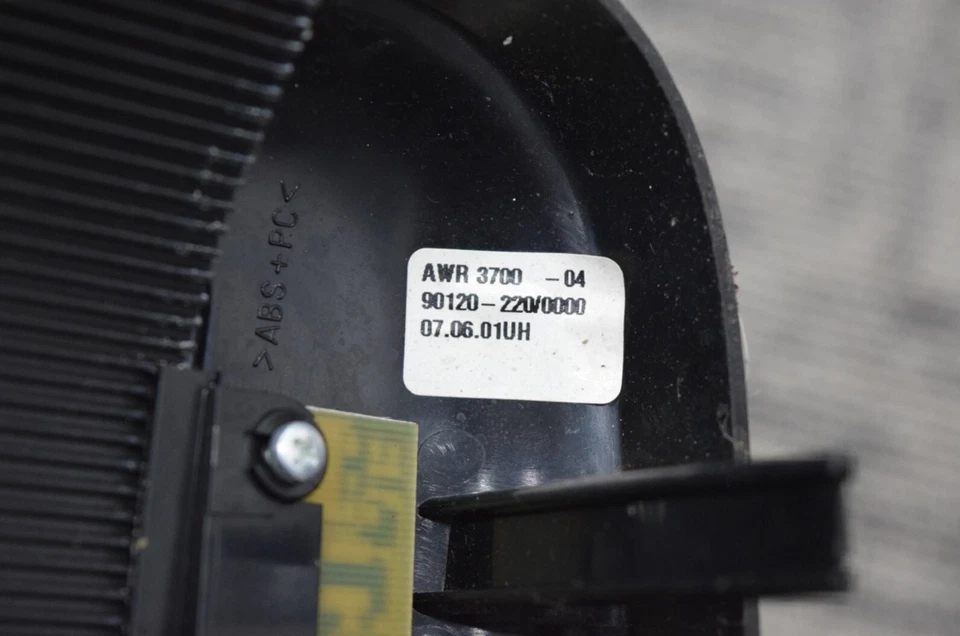 >ABS+PC<
AWR 3700 -04
90120-220/0000
07.06.01UH